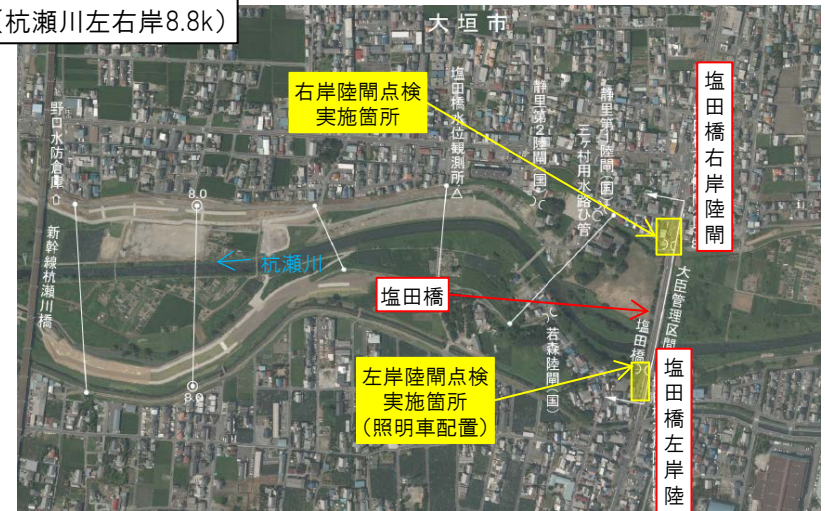 （杭瀬川左右岸8.8k）
大垣市
右岸陸閘点検
実施箇所
塩田橋右岸陸閘
塩田橋水位観測所
静里第2陸閘(国)
静里第1陸閘(国)
三ヶ村用水路ひ管
野口水防倉庫
新幹線杭瀬川橋
8.0
杭瀬川
塩田橋
大臣管理区間
塩田橋
若森陸閘(国)
左岸陸閘点検
実施箇所
（照明車配置）
塩田橋左岸陸
8.0